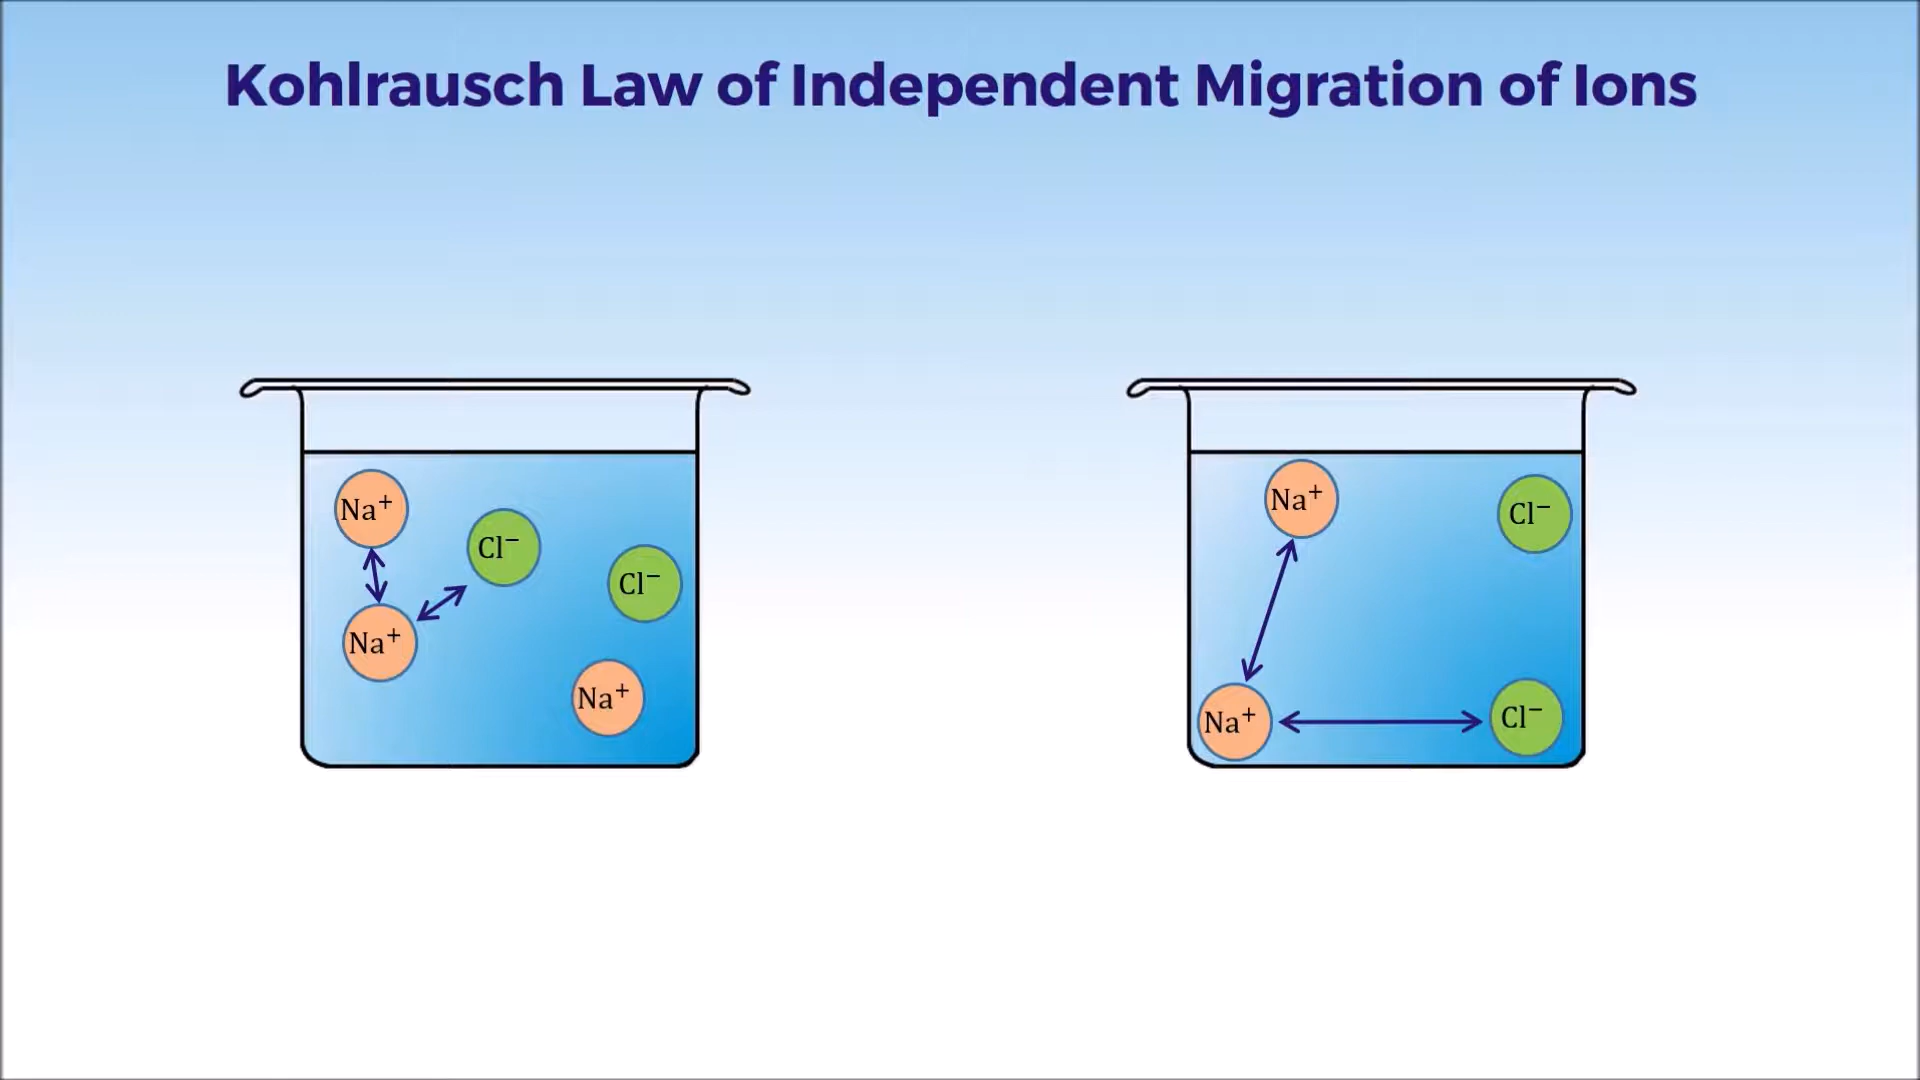 Kohlrausch Law of Independent Migration of Ions
Na⁺
Cl⁻
Cl⁻
Na⁺
Na⁺
Na⁺
Cl⁻
Na⁺
Cl⁻